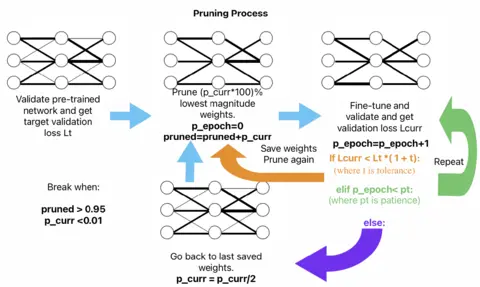 Pruning Process
Validate pre-trained
network and get
target validation
loss Lt
Prune (p_curr*100)%
lowest magnitude
weights.
p_epoch=0
pruned=pruned+p_curr
Fine-tune and
validate and get
validation loss Lcurr
p_epoch=p_epoch+1
If Lcurr < Lt *( 1 + t):
(where t is tolerance)
elif p_epoch< pt:
(where pt is patience)
else:
Repeat
Save weights
Prune again
Break when:
pruned > 0.95
p_curr <0.01
Go back to last saved
weights.
p_curr = p_curr/2